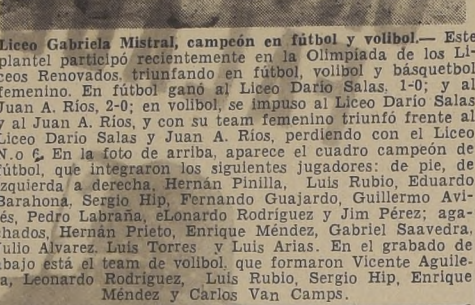 Liceo Gabriela Mistral, campeón en fútbol y volibol.— Este
plantel participó recientemente en la Olimpíada de los Li-
ceos Renovados, triunfando en fútbol, volibol y básquetbol
femenino. En fútbol ganó al Liceo Darío Salas, 1-0; y al
Juan A. Ríos, 2-0; en volibol, se impuso al Liceo Darío Salas
y al Juan A. Ríos, y con su team femenino triunfó frente al
Liceo Darío Salas y Juan A. Ríos, perdiendo con el Liceo
N.o 6. En la foto de arriba, aparece el cuadro campeón de
fútbol, que integraron los siguientes jugadores: de pie, de
izquierda a derecha, Hernán Pinilla, Luis Rubio, Eduardo
Barahona, Sergio Hip, Fernando Guajardo, Guillermo Avi-
lés, Pedro Labraña, eLonardo Rodríguez y Jim Pérez; aga-
chados, Hernán Prieto, Enrique Méndez, Gabriel Saavedra,
Julio Alvarez, Luis Torres y Luis Arias. En el grabado de
abajo está el team de volibol, que formaron Vicente Aguile-
ra, Leonardo Rodríguez, Luis Rubio, Sergio Hip, Enrique
Méndez y Carlos Van Camps.